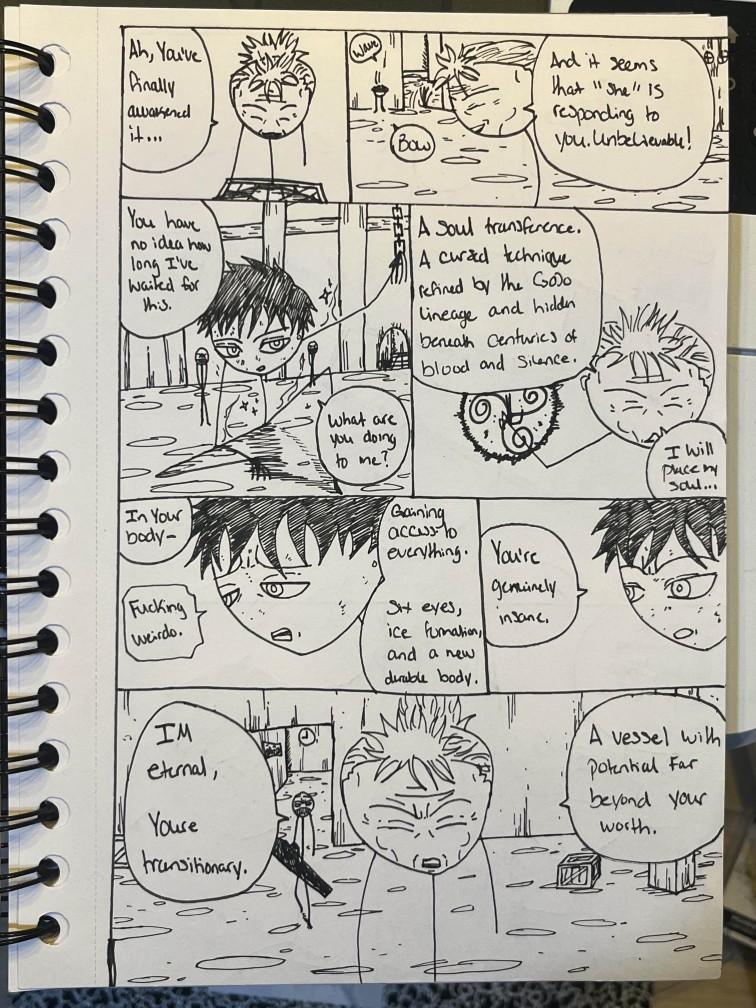 Ah, You've
finally
awakened
it...
wave
Bow
And it seems
that "she" is
responding to
you. Unbelievable!
You have
no idea how
long I've
waited for
this.
What are
you doing
to me?
A soul transference.
A cursed technique
refined by the GoJo
lineage and hidden
beneath centuries of
blood and silence.
I will
place my
soul...
In your
body-
Fucking
weirdo.
Gaining
access to
everything.
Six eyes,
ice formation,
and a new
durable body.
You're
genuinely
insane.
IM
eternal,
Youre
transitionary.
A vessel with
potential far
beyond your
worth.